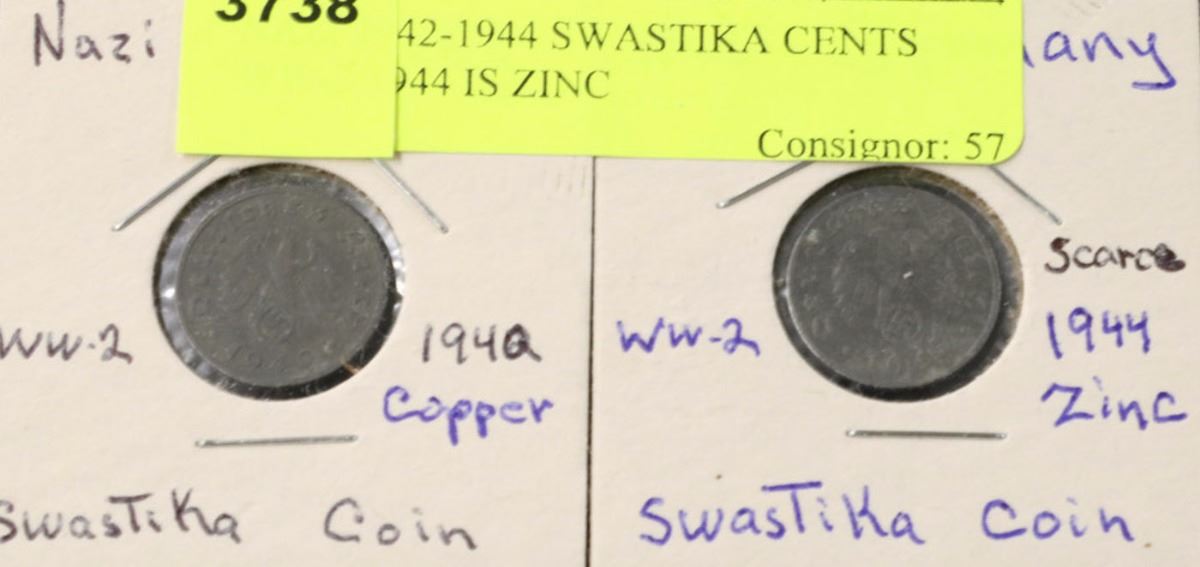 3738
42-1944 SWASTIKA CENTS
944 IS ZINC
Consignor: 57
Nazi
many
WW-2
1942
Copper
SwasTiKa Coin
Scarce
WW-2
1944
Zinc
SwasTiKa Coin